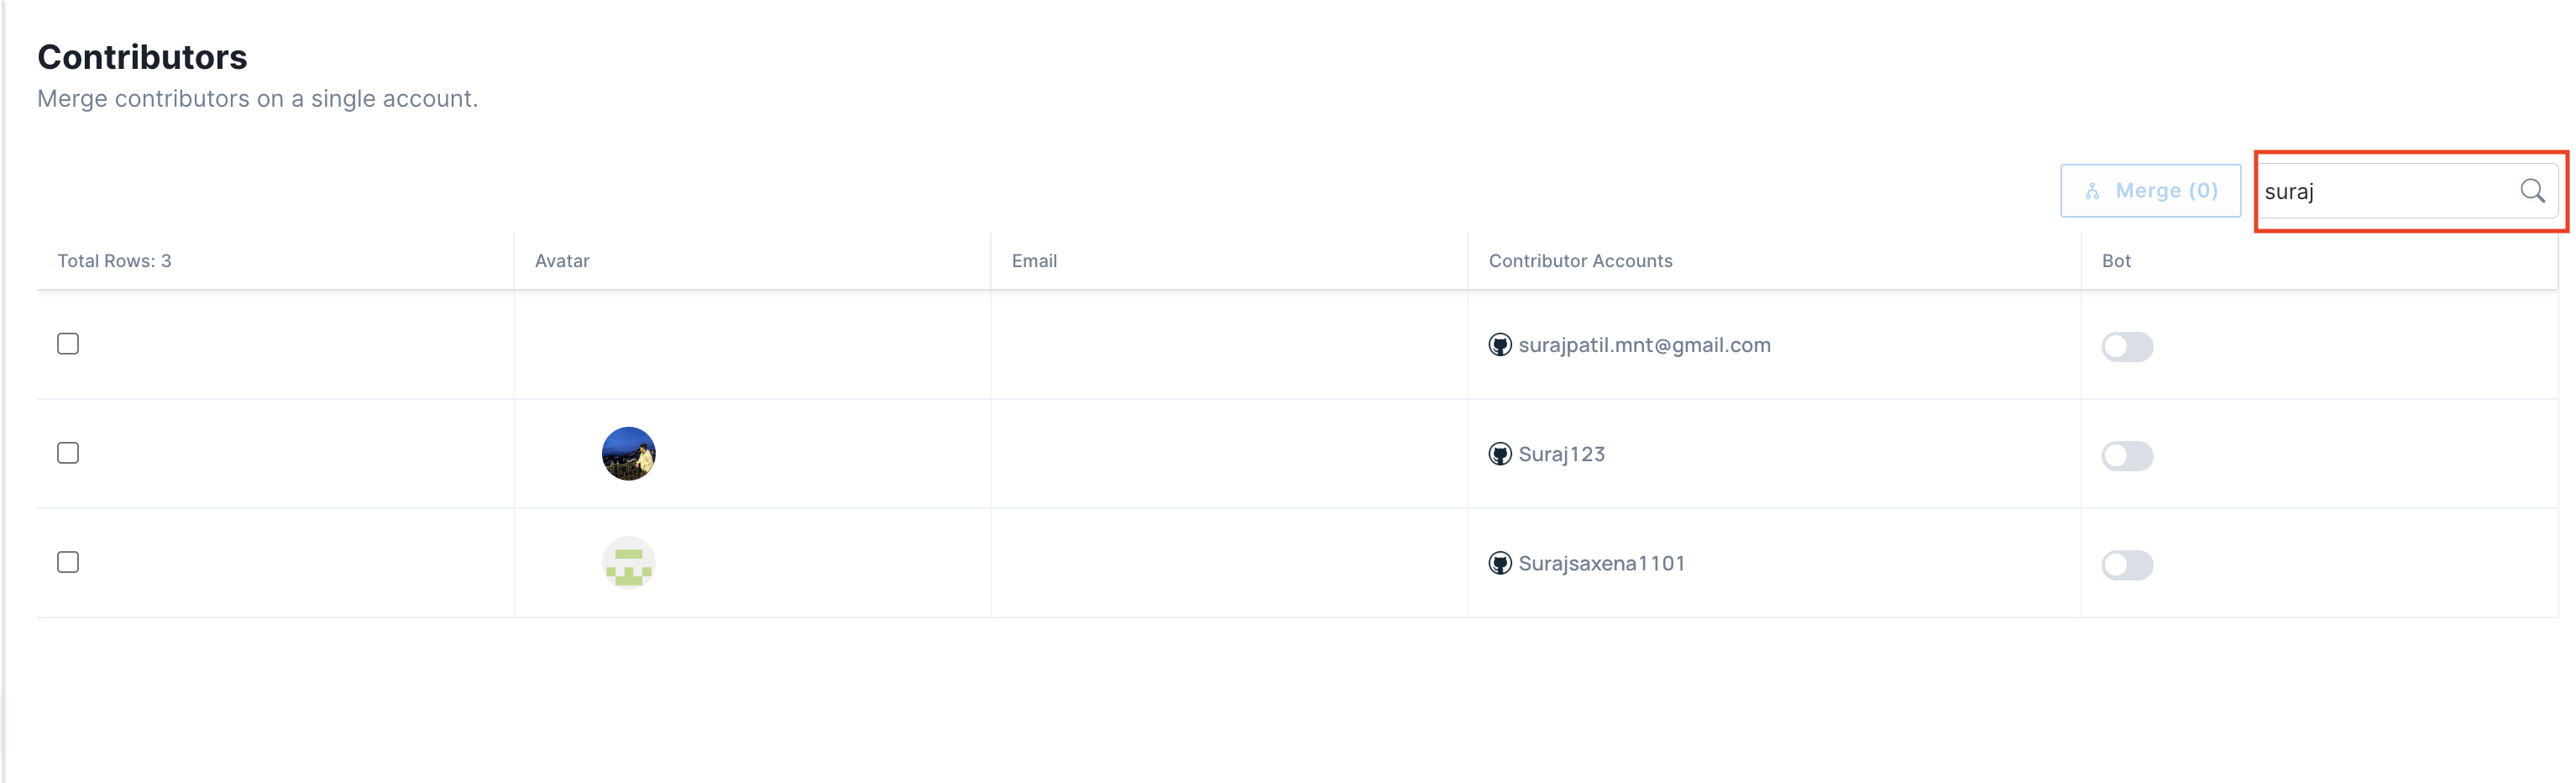 Contributors
Merge contributors on a single account.
Merge (0)
suraj
Total Rows: 3
Avatar
Email
Contributor Accounts
Bot
surajpatil.mnt@gmail.com
Suraj123
Surajsaxena1101